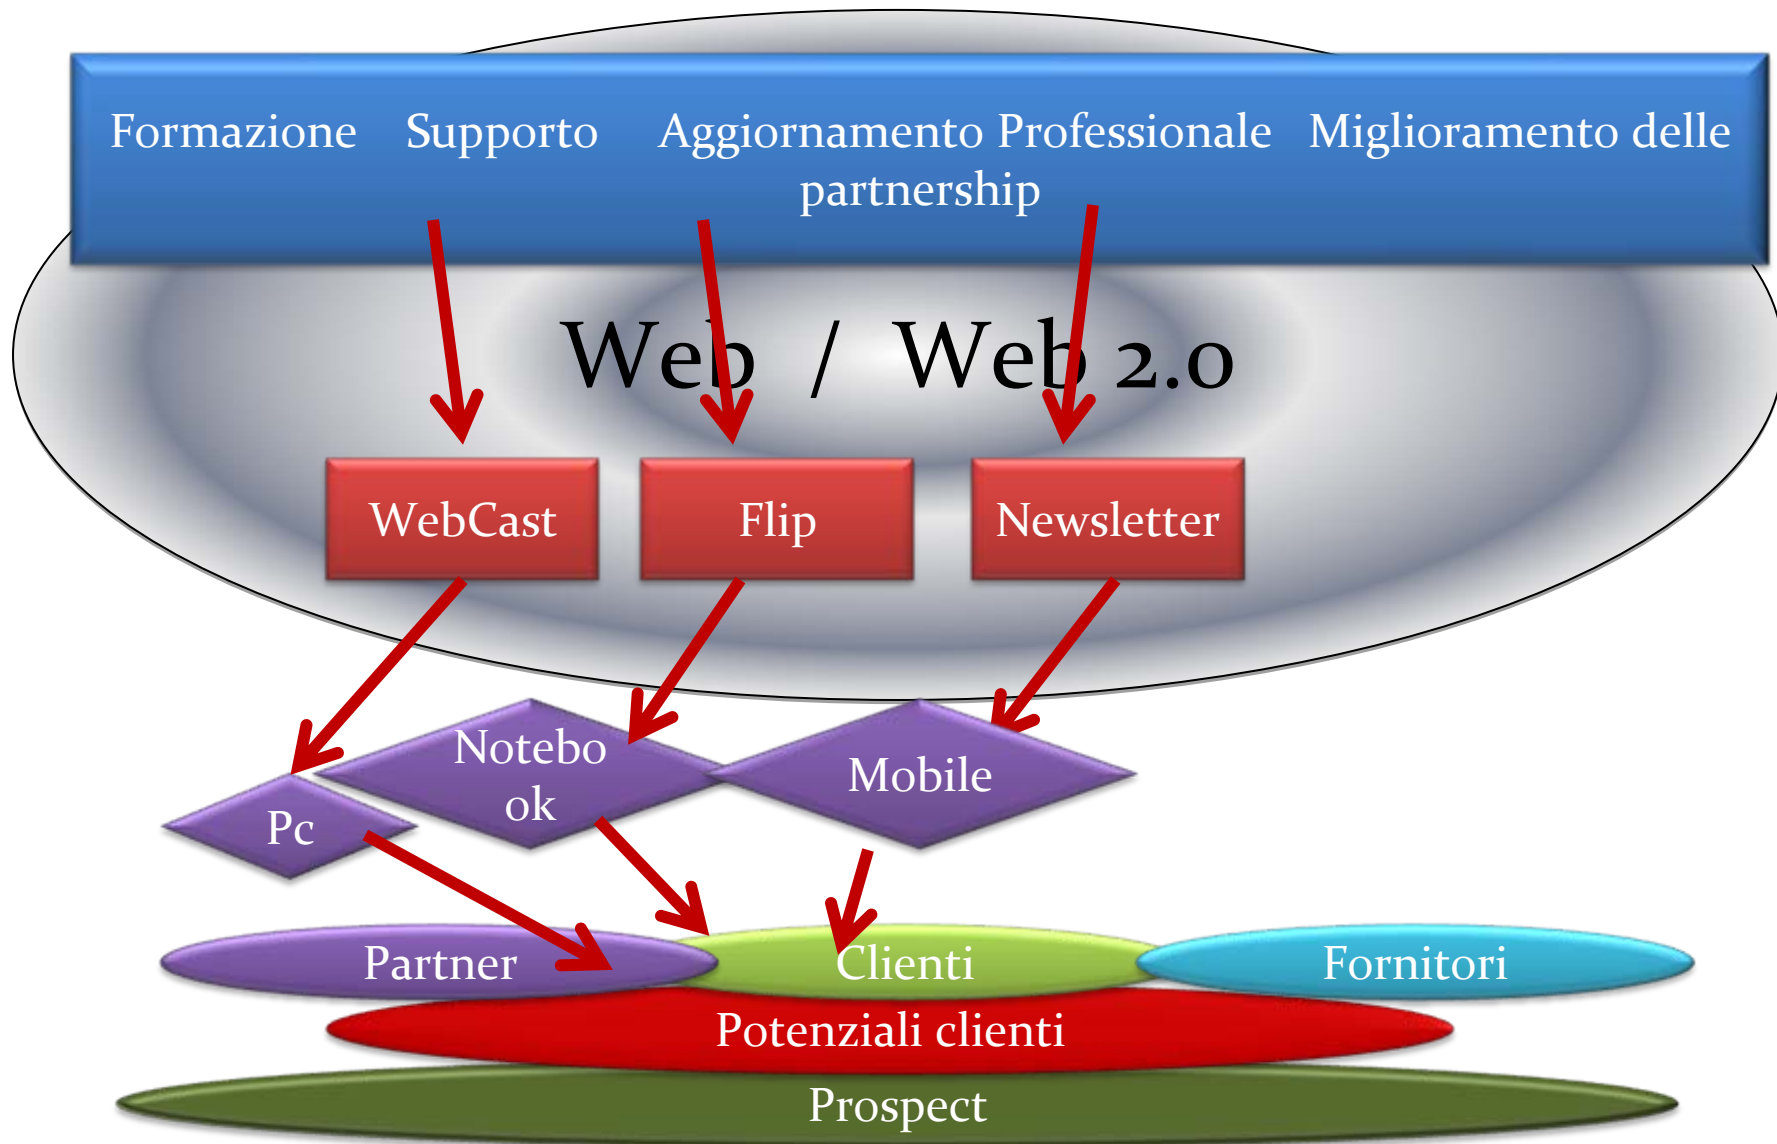 Formazione Supporto Aggiornamento Professionale Miglioramento delle
partnership
Web / Web 2.0
WebCast
Flip
Newsletter
Notebo
ok
Mobile
Pc
Partner
Clienti
Fornitori
Potenziali clienti
Prospect